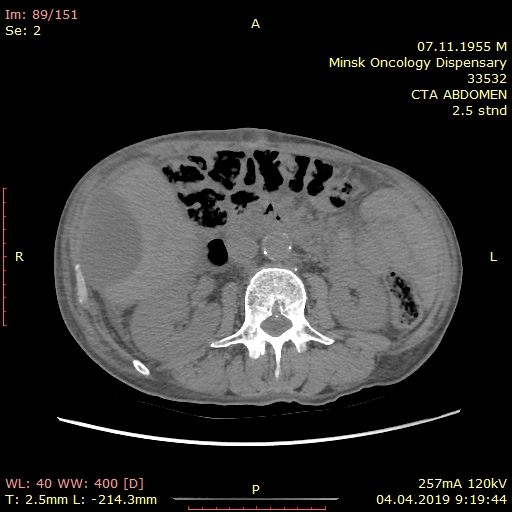 Im: 89/151
Se: 2
A
07.11.1955 M
Minsk Oncology Dispensary
33532
CTA ABDOMEN
2.5 stnd
R
L
WL: 40 WW: 400 [D]
T: 2.5mm L: -214.3mm
P
257mA 120kV
04.04.2019 9:19:44